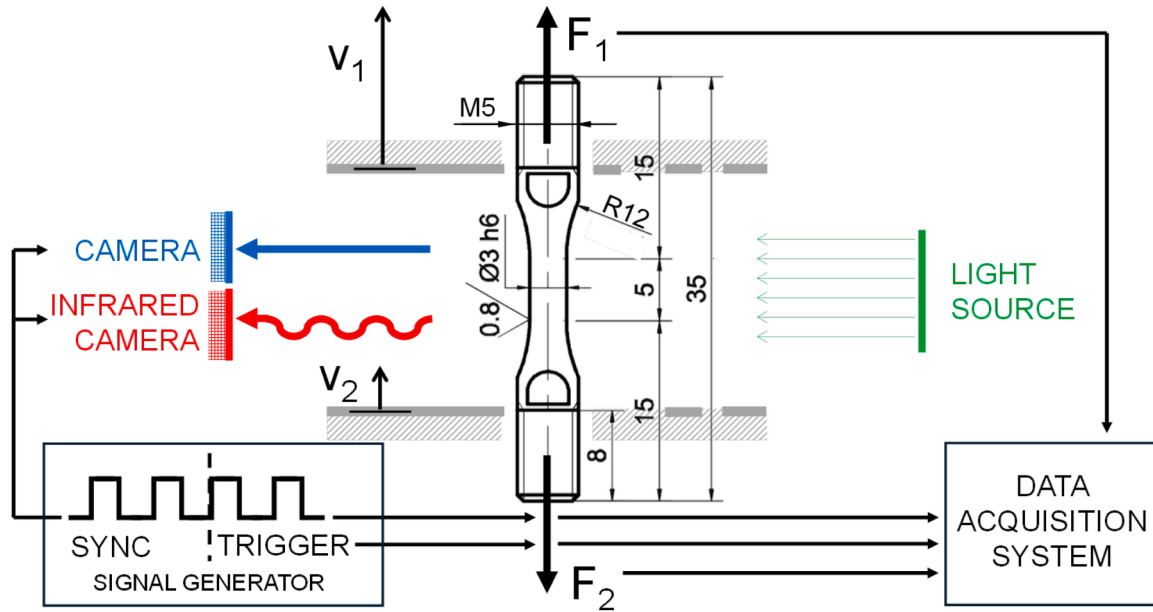 v1
F1
M5
15
R12
CAMERA
Ø3 h6
INFRARED
CAMERA
0.8
5
35
LIGHT
SOURCE
v2
15
8
SYNC
TRIGGER
SIGNAL GENERATOR
F2
DATA
ACQUISITION
SYSTEM